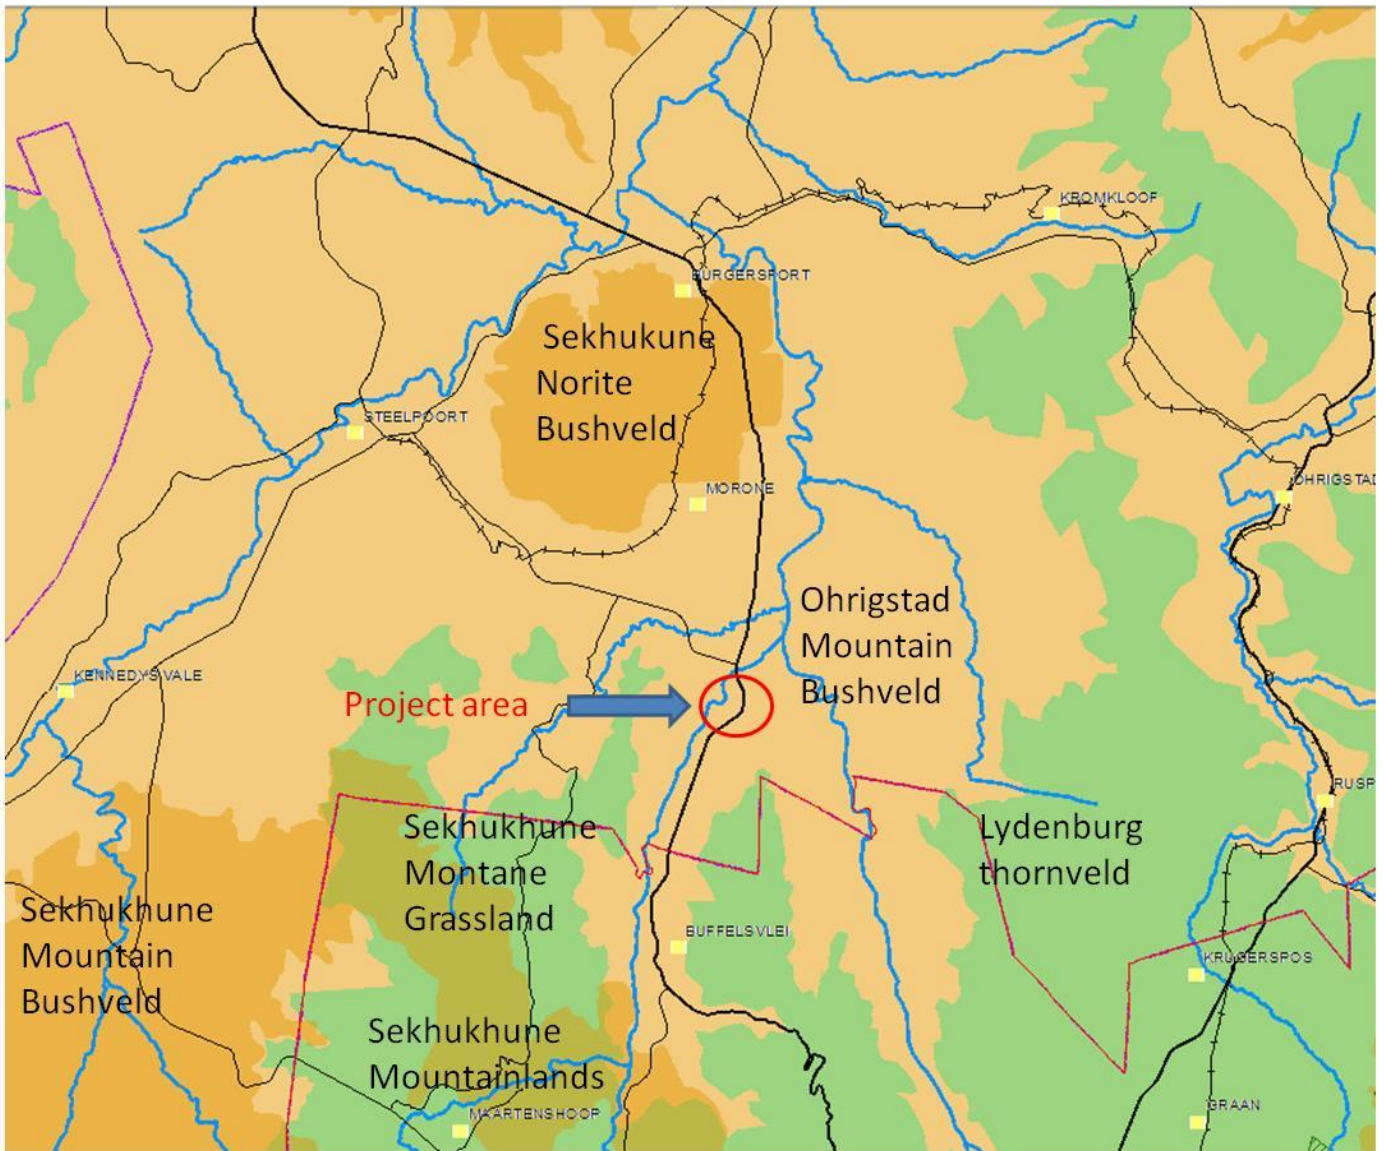 KROMKLOOF
BURGERSFORT
Sekhukune
Norite
Bushveld
STEELPOORT
MORONE
OHRIGSTAD
Ohrigstad
Mountain
Bushveld
KENNEDYS VALE
Project area
RUSP
Sekhukhune
Montane
Grassland
Lydenburg
thornveld
Sekhukhune
Mountain
Bushveld
BUFFELSVLEI
KRUGERSPOS
Sekhukhune
Mountainlands
MAARTENSHOOP
GRAAN